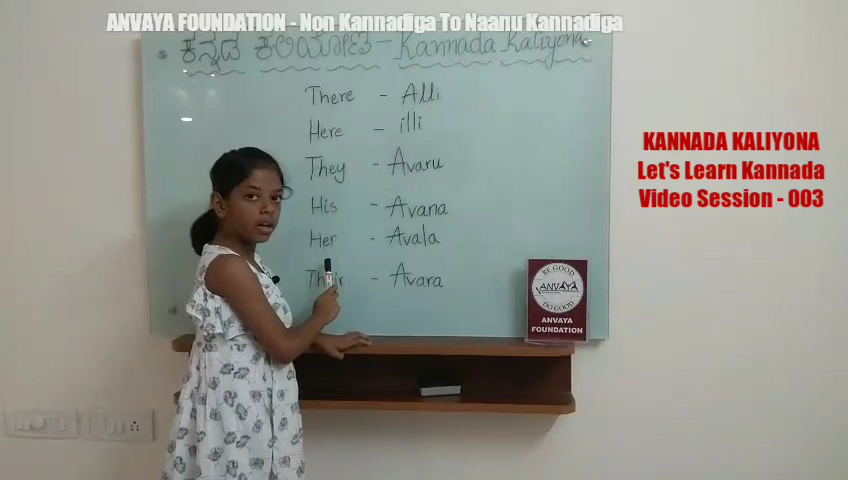 ANVAYA FOUNDATION - Non Kannadiga To Naanu Kannadiga
ಕನ್ನಡ ಕಲಿಯೋಣ - Kannada Kaliyona
There - Alli
Here - illi
They - Avaru
His - Avana
Her - Avala
Their - Avara
KANNADA KALIYONA
Let's Learn Kannada
Video Session - 003
BE GOOD
ANVAYA
DO GOOD
ANVAYA
FOUNDATION